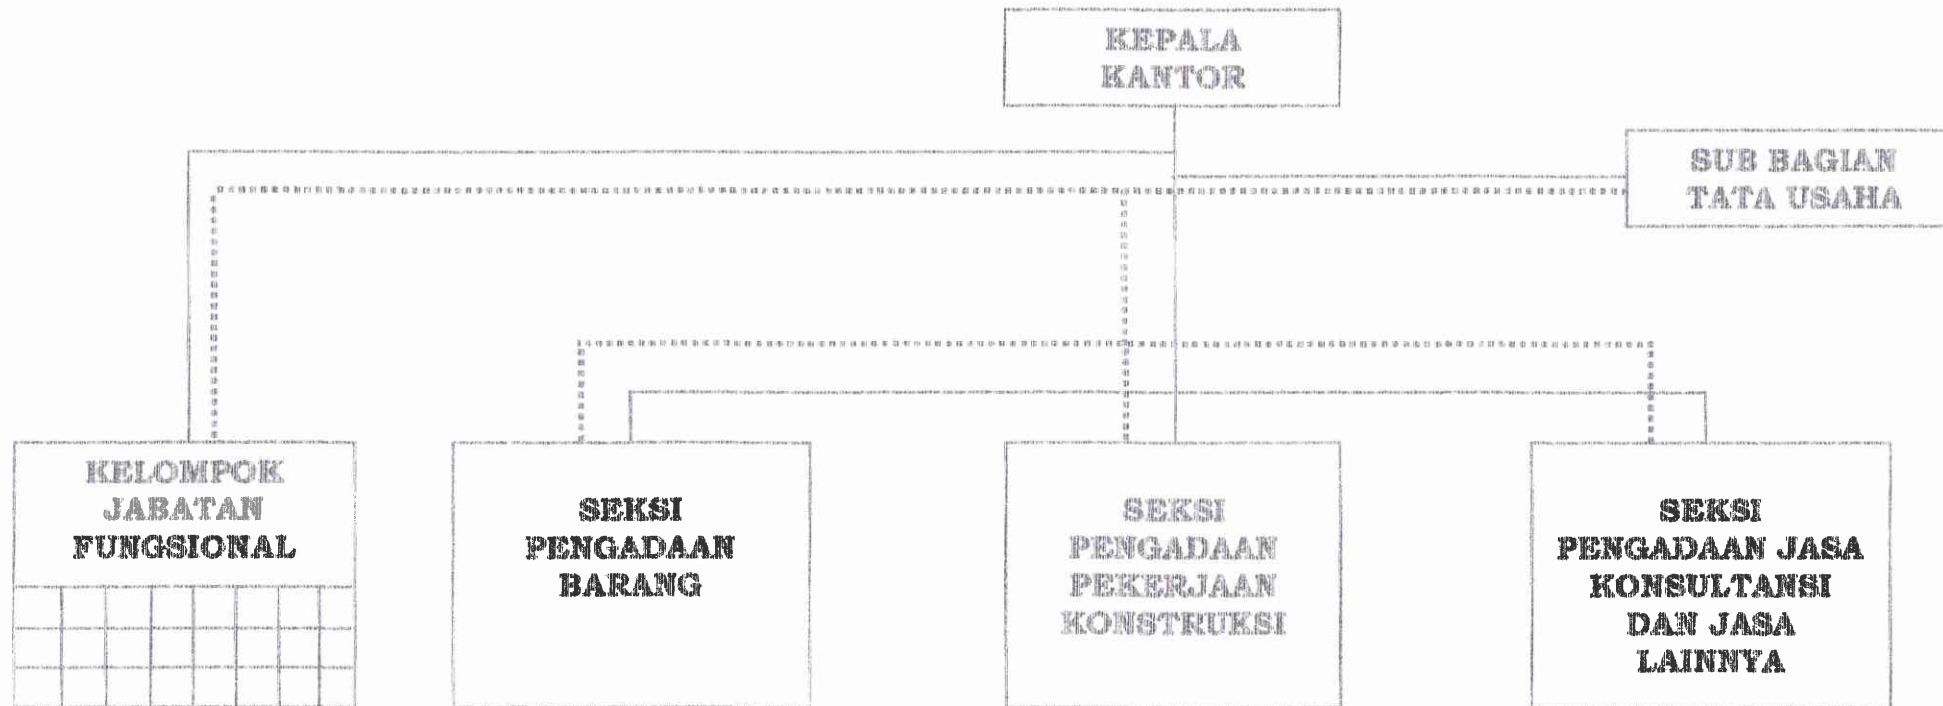 KEPALA
KANTOR
SUB BAGIAN
TATA USAHA
KELOMPOK
JABATAN
FUNGSIONAL
SEKSI
PENGADAAN
BARANG
SEKSI
PENGADAAN
PEKERJAAN
KONSTRUKSI
SEKSI
PENGADAAN JASA
KONSULTANSI
DAN JASA
LAINNYA